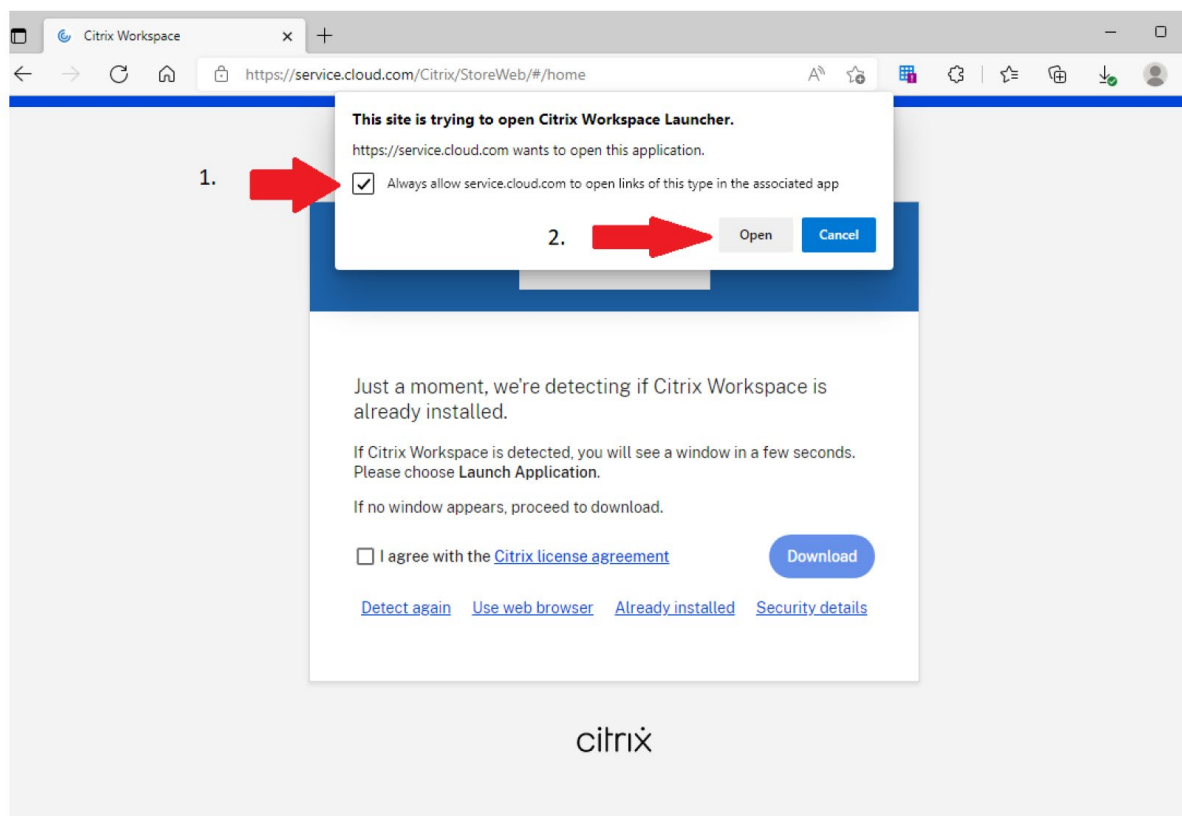 Citrix Workspace
https://service.cloud.com/Citrix/StoreWeb/#/home
This site is trying to open Citrix Workspace Launcher.
https://service.cloud.com wants to open this application.
1.
Always allow service.cloud.com to open links of this type in the associated app
2.
Open
Cancel
Just a moment, we're detecting if Citrix Workspace is
already installed.
If Citrix Workspace is detected, you will see a window in a few seconds.
Please choose Launch Application.
If no window appears, proceed to download.
I agree with the Citrix license agreement
Download
Detect again Use web browser Already installed Security details
citrix